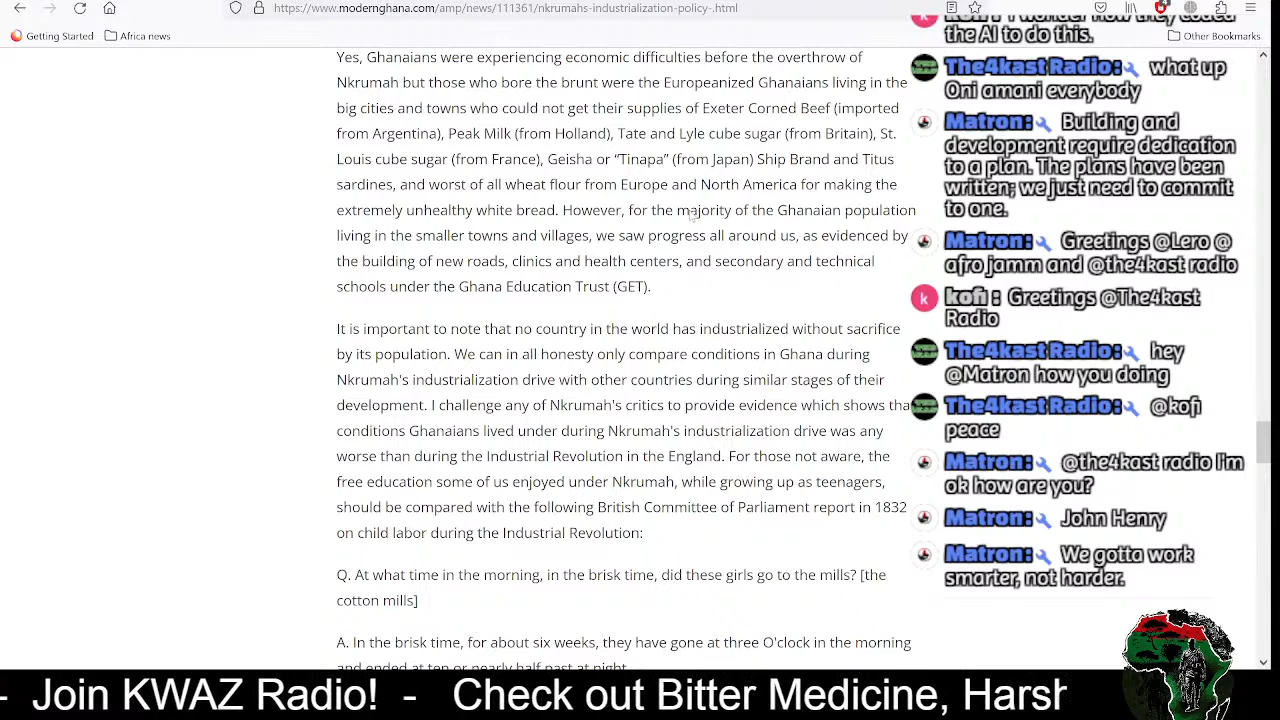 https://www.modernghana.com/amp/news/111361/nkrumahs-industrialization-policy-.html
Getting Started
Africa news
Other Bookmarks
Yes, Ghanaians were experiencing economic difficulties before the overthrow of
Nkrumah but those who bore the brunt were the Europeanized Ghanaians living in the
big cities and towns who could not get their supplies of Exeter Corned Beef (imported
from Argentina), Peak Milk (from Holland), Tate and Lyle cube sugar (from Britain), St.
Louis cube sugar (from France), Geisha or “Tinapa” (from Japan) Ship Brand and Titus
sardines, and worst of all wheat flour from Europe and North America for making the
extremely unhealthy white bread. However, for the majority of the Ghanaian population
living in the smaller towns and villages, we saw progress all around us, as evidenced by
the building of new roads, clinics and health centers, and secondary and technical
schools under the Ghana Education Trust (GET).
It is important to note that no country in the world has industrialized without sacrifice
by its population. We can in all honesty only compare conditions in Ghana during
Nkrumah's industrialization drive with other countries during similar stages of their
development. I challenge any of Nkrumah's critics to provide evidence which shows tha
conditions Ghanaians lived under during Nkrumah's industrialization drive was any
worse than during the Industrial Revolution in the England. For those not aware, the
free education some of us enjoyed under Nkrumah, while growing up as teenagers,
should be compared with the following British Committee of Parliament report in 1832
on child labor during the Industrial Revolution:
Q. At what time in the morning, in the brisk time, did these girls go to the mills? [the
cotton mills]
A. In the brisk time, for about six weeks, they have gone at three O'clock in the morning
and ended at ten or nearly half past at night.
kofi : I wonder how they coded
the AI to do this.
The4kast Radio: what up
Oni amani everybody
Matron: Building and
development require dedication
to a plan. The plans have been
written; we just need to commit
to one.
Matron: Greetings @Lero @
afro jamm and @the4kast radio
k
kofi : Greetings @The4kast
Radio
The4kast Radio: hey
@Matron how you doing
The4kast Radio: @kofi
peace
Matron: @the4kast radio I'm
ok how are you?
Matron: John Henry
Matron: We gotta work
smarter, not harder.
- Join KWAZ Radio! - Check out Bitter Medicine, Harsh